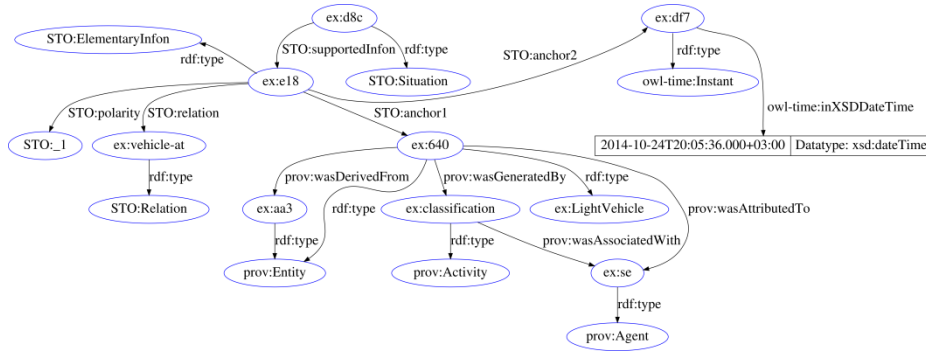 ex:d8c
ex:df7
STO:ElementaryInfon
rdf:type
STO:supportedInfon
rdf:type
STO:anchor2
rdf:type
ex:e18
STO:Situation
owl-time:Instant
STO:polarity
STO:relation
STO:anchor1
owl-time:inXSDDateTime
STO:_1
ex:vehicle-at
ex:640
2014-10-24T20:05:36.000+03:00
Datatype: xsd:dateTime
rdf:type
prov:wasDerivedFrom
rdf:type
prov:wasGeneratedBy
rdf:type
prov:wasAttributedTo
STO:Relation
ex:aa3
ex:classification
ex:LightVehicle
rdf:type
rdf:type
prov:wasAssociatedWith
prov:Entity
prov:Activity
ex:se
rdf:type
prov:Agent